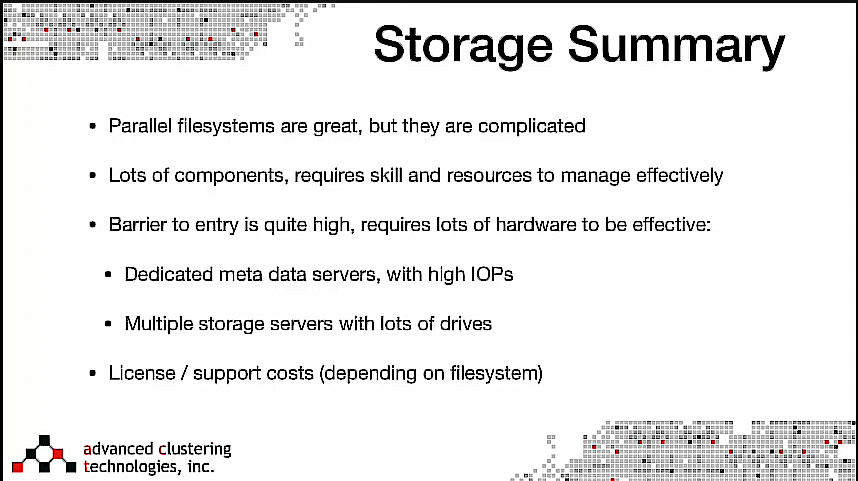 Storage Summary
• Parallel filesystems are great, but they are complicated
• Lots of components, requires skill and resources to manage effectively
• Barrier to entry is quite high, requires lots of hardware to be effective:
• Dedicated meta data servers, with high IOPs
• Multiple storage servers with lots of drives
• License / support costs (depending on filesystem)
advanced clustering
technologies, inc.